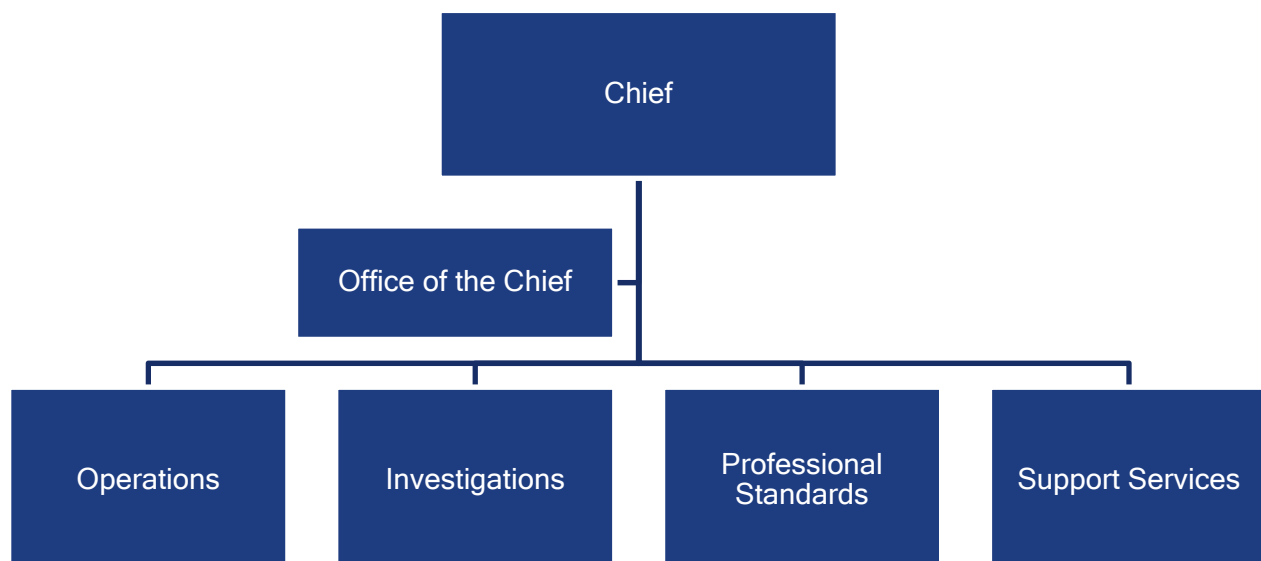 Chief
Office of the Chief
Operations
Investigations
Professional
Standards
Support Services